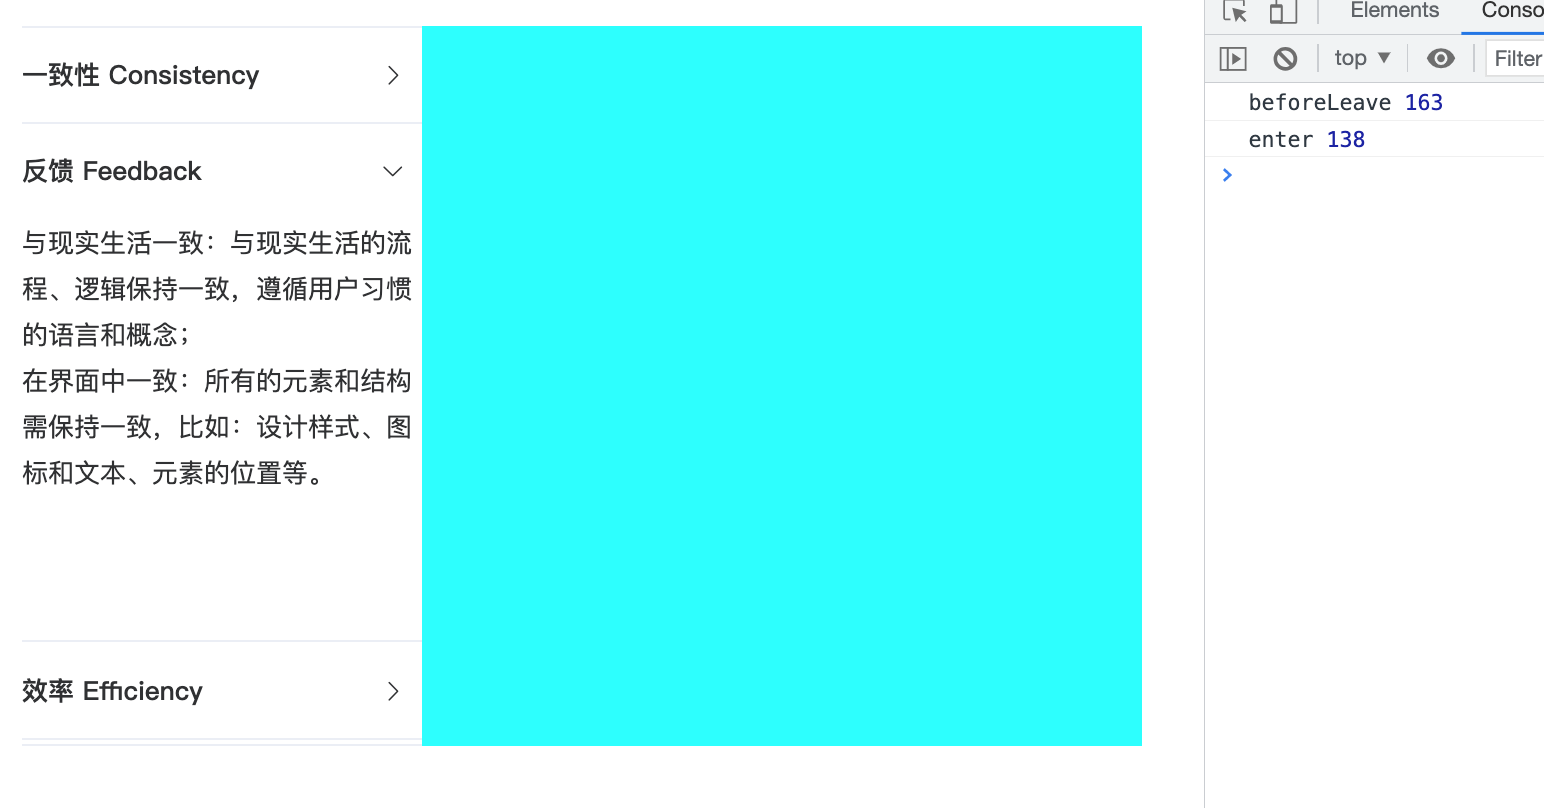 一致性 Consistency
反馈 Feedback
与现实生活一致：与现实生活的流
程、逻辑保持一致，遵循用户习惯
的语言和概念；
在界面中一致：所有的元素和结构
需保持一致，比如：设计样式、图
标和文本、元素的位置等。
效率 Efficiency
Elements Conso
top Filter
beforeLeave 163
enter 138